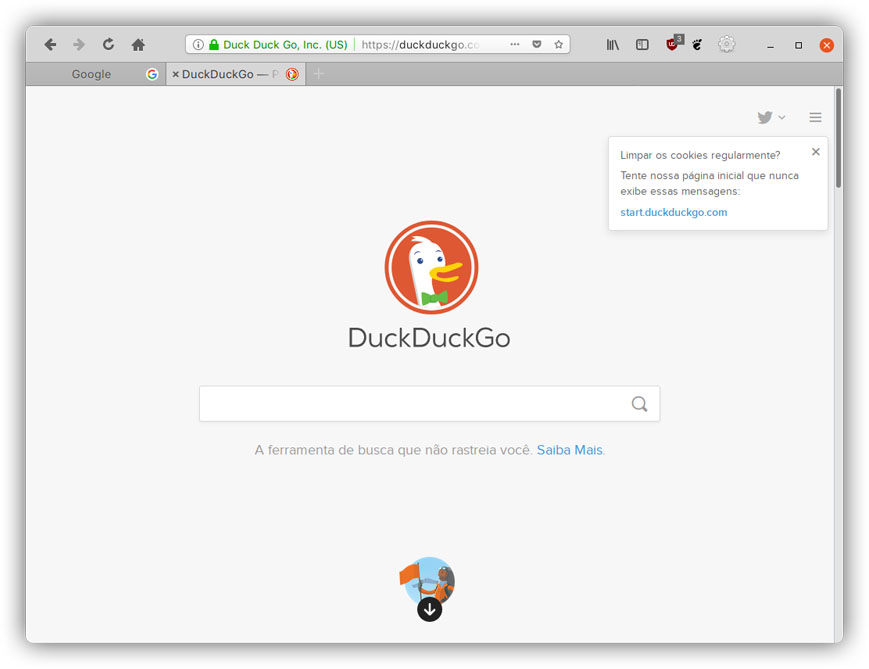 Duck Duck Go, Inc. (US) https://duckduckgo.co
3
Google
DuckDuckGo — P
Limpar os cookies regularmente?
Tente nossa página inicial que nunca
exibe essas mensagens:
start.duckduckgo.com
DuckDuckGo
A ferramenta de busca que não rastreia você. Saiba Mais.